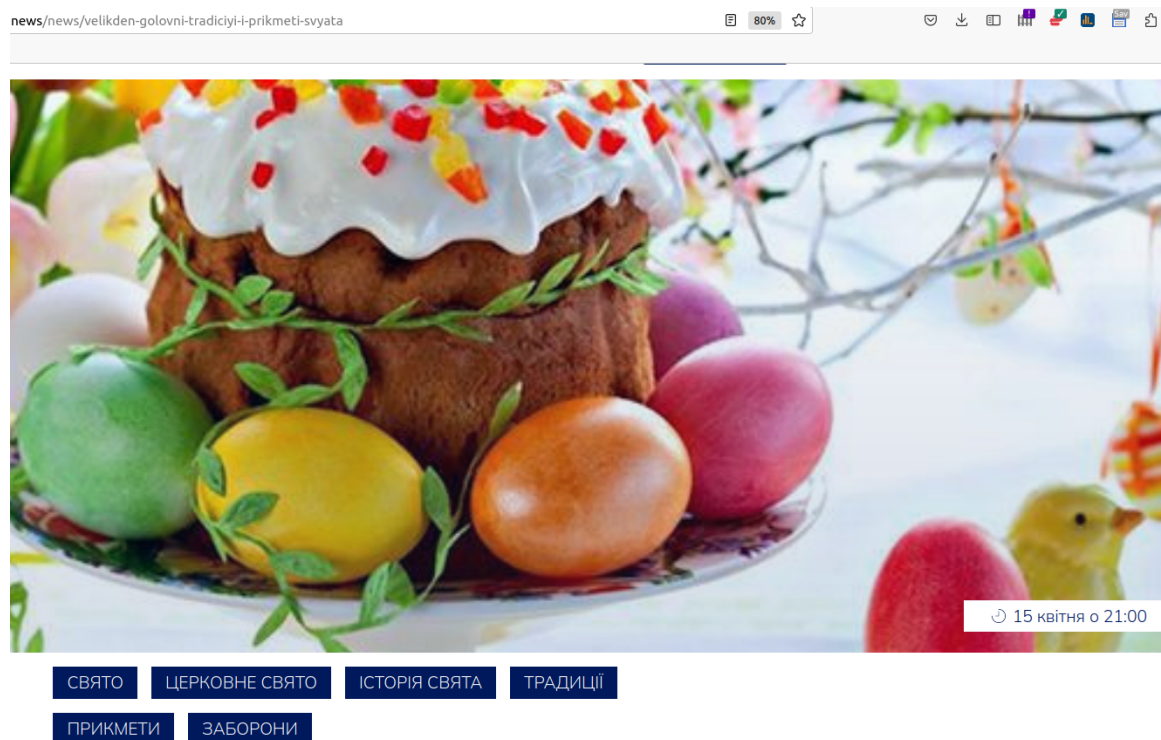 news/news/velikden-golovni-tradiciyi-i-prikmeti-svyata 80% Sav
15 квітня о 21:00
СВЯТО ЦЕРКОВНЕ СВЯТО ІСТОРІЯ СВЯТА ТРАДИЦІЇ
ПРИКМЕТИ ЗАБОРОНИ